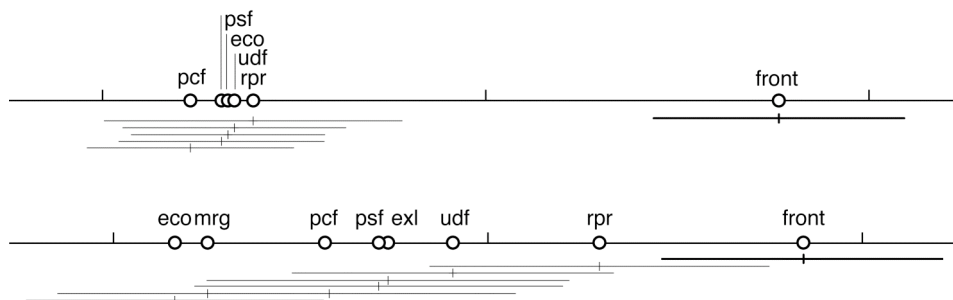 psf
eco
udf
pcf rpr front
eco mrg pcf psf exl udf rpr front